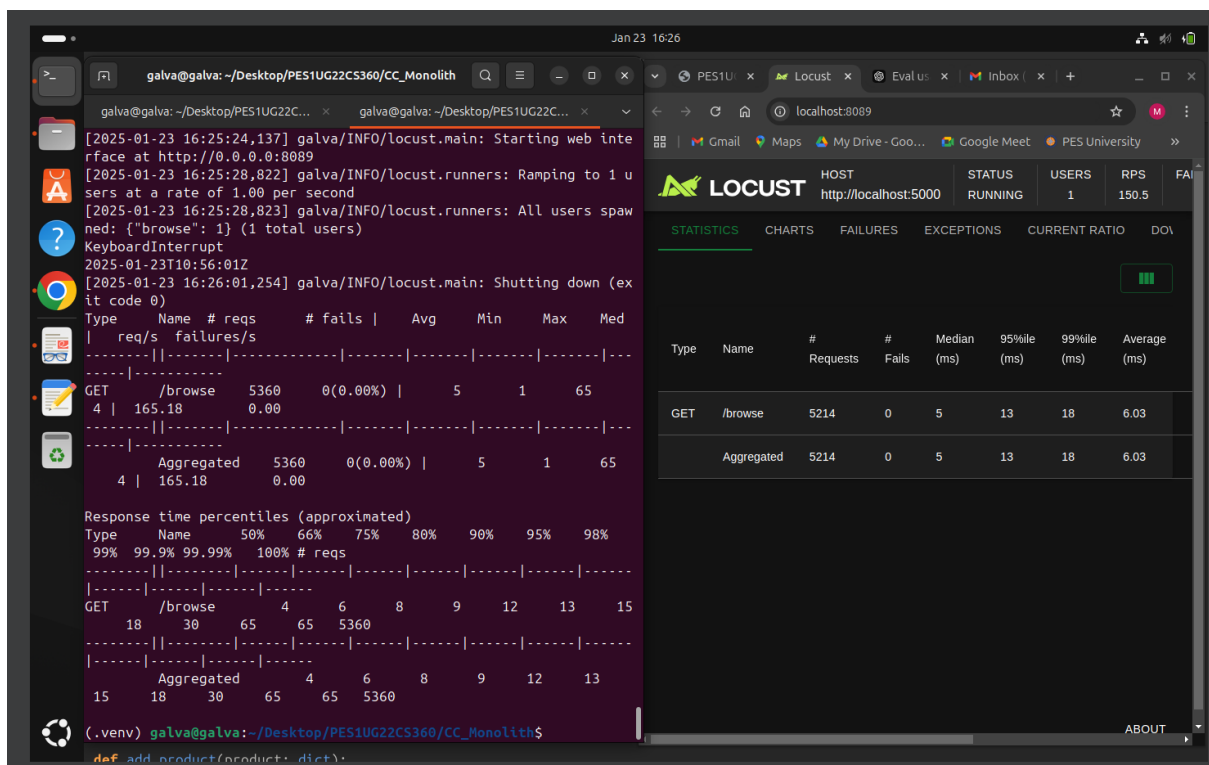 Jan 23 16:26
galva@galva: ~/Desktop/PES1UG22CS360/CC_Monolith
galva@galva: ~/Desktop/PES1UG22C... × galva@galva: ~/Desktop/PES1UG22C... ×
[2025-01-23 16:25:24,137] galva/INFO/locust.main: Starting web inte
rface at http://0.0.0.0:8089
[2025-01-23 16:25:28,822] galva/INFO/locust.runners: Ramping to 1 u
sers at a rate of 1.00 per second
[2025-01-23 16:25:28,823] galva/INFO/locust.runners: All users spaw
ned: {"browse": 1} (1 total users)
KeyboardInterrupt
2025-01-23T10:56:01Z
[2025-01-23 16:26:01,254] galva/INFO/locust.main: Shutting down (ex
it code 0)
Type Name # reqs # fails | Avg Min Max Med
| req/s failures/s
--------||-------|-------------|-------|-------|-------|---
-----|-----------
GET /browse 5360 0(0.00%) | 5 1 65
4 | 165.18 0.00
--------||-------|-------------|-------|-------|-------|---
-----|-----------
Aggregated 5360 0(0.00%) | 5 1 65
4 | 165.18 0.00
Response time percentiles (approximated)
Type Name 50% 66% 75% 80% 90% 95% 98%
99% 99.9% 99.99% 100% # reqs
--------||--------|------|------|------|------|------|------
|------|------|------|------
GET /browse 4 6 8 9 12 13 15
18 30 65 65 5360
--------||--------|------|------|------|------|------|------
|------|------|------|------
Aggregated 4 6 8 9 12 13
15 18 30 65 65 5360
(.venv) galva@galva:~/Desktop/PES1UG22CS360/CC_Monolith$
def add_product(product: dict):
PES1U × Locust × Eval us × Inbox ( × +
localhost:8089
M
Gmail Maps My Drive - Goo... Google Meet PES University »
LOCUST
HOST STATUS USERS RPS FAI
http://localhost:5000 RUNNING 1 150.5
STATISTICS CHARTS FAILURES EXCEPTIONS CURRENT RATIO DOW
Type Name # Requests # Fails Median (ms) 95%ile (ms) 99%ile (ms) Average (ms)
GET /browse 5214 0 5 13 18 6.03
Aggregated 5214 0 5 13 18 6.03
ABOUT